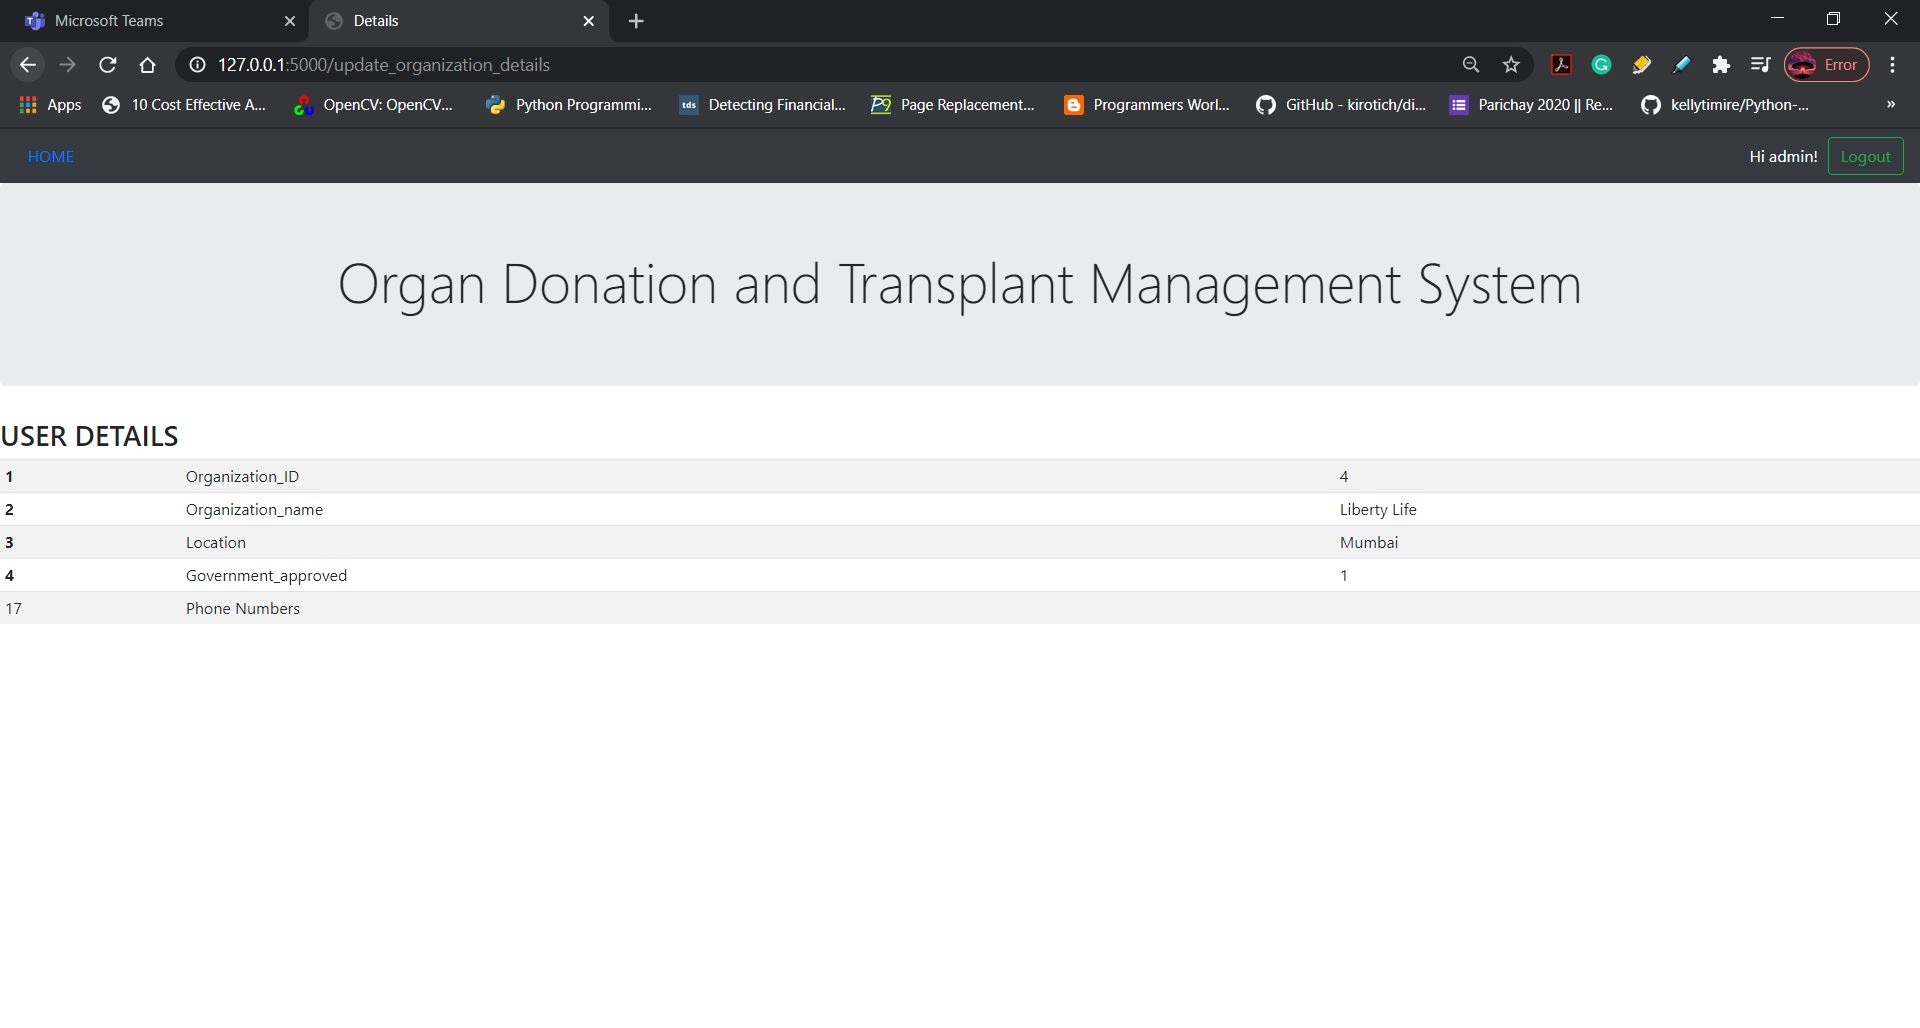 Microsoft Teams
Details
127.0.0.1:5000/update_organization_details
Error
Apps
10 Cost Effective A...
OpenCV: OpenCV...
Python Programmi...
tds
Detecting Financial...
P9
Page Replacement...
Programmers Worl...
GitHub - kirotich/di...
Parichay 2020 || Re...
kellytimire/Python-...
»
HOME
Hi admin!
Logout
Organ Donation and Transplant Management System
USER DETAILS
1 Organization_ID 4
2 Organization_name Liberty Life
3 Location Mumbai
4 Government_approved 1
17 Phone Numbers